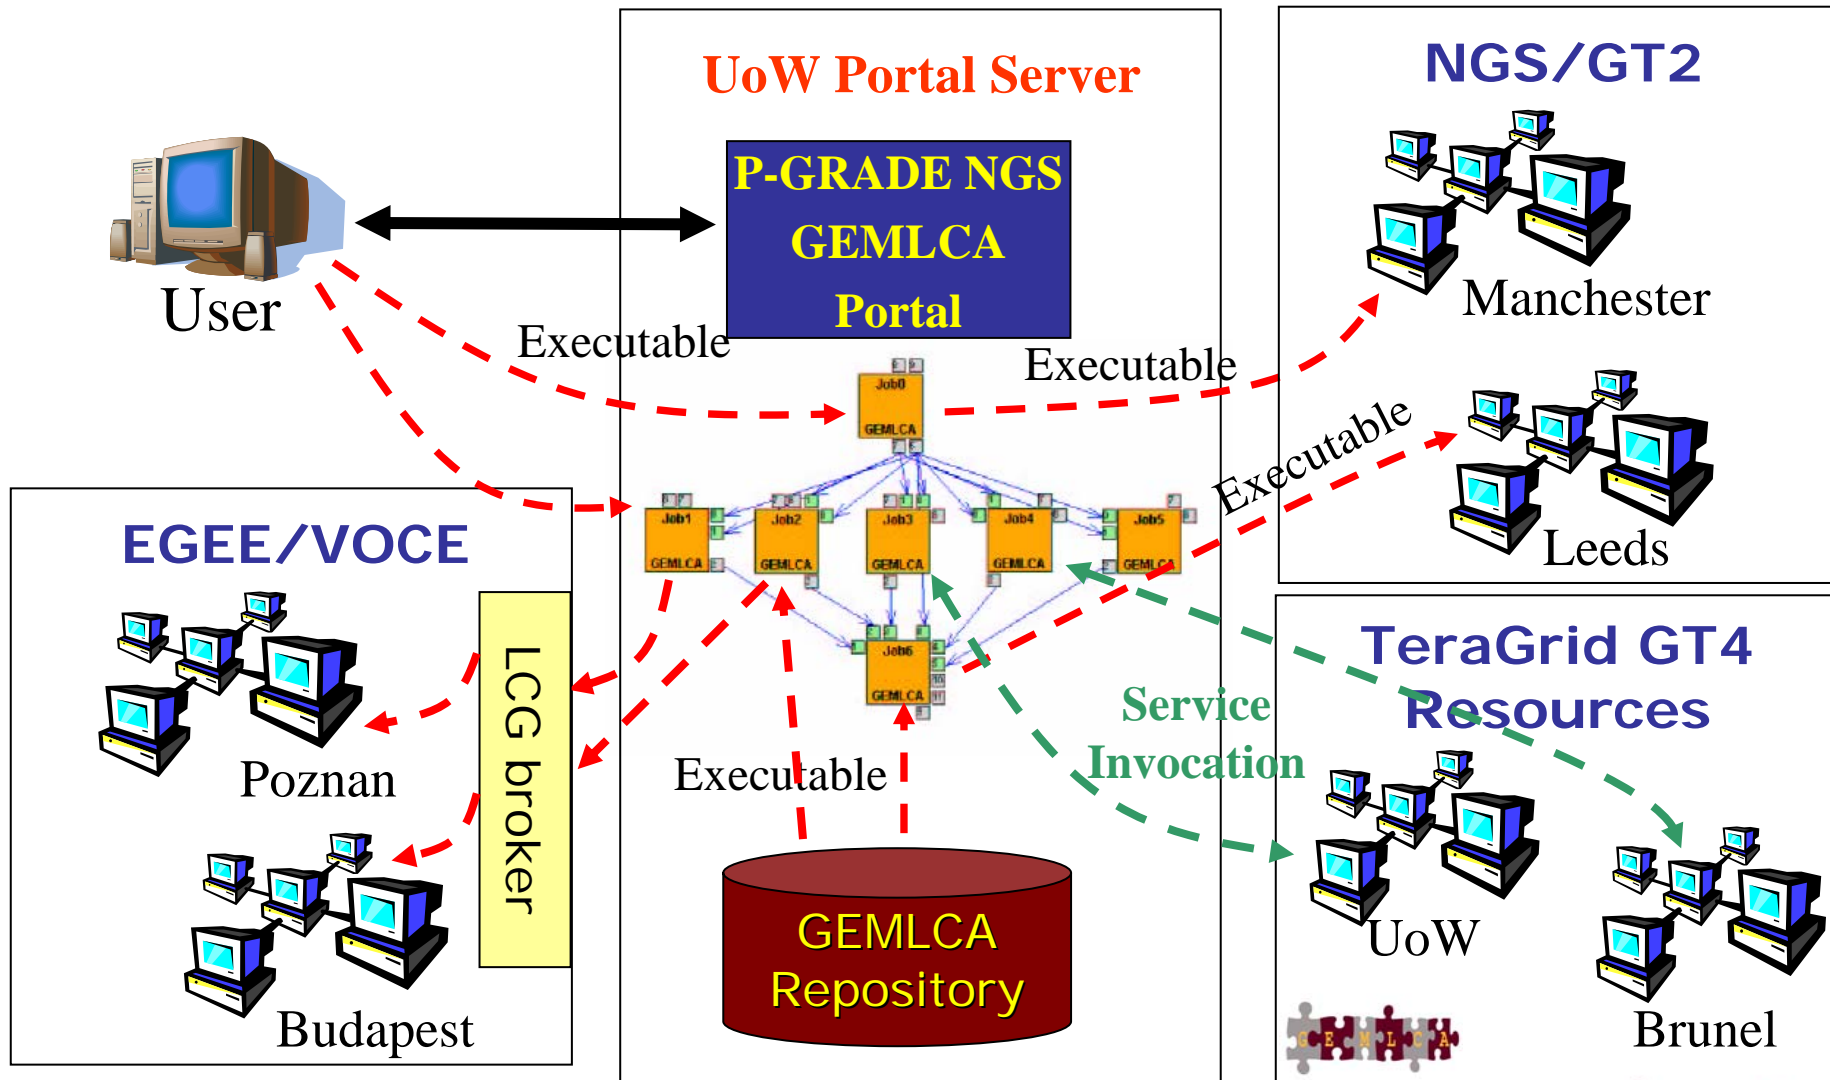 UoW Portal Server
NGS/GT2
P-GRADE NGS
GEMLCA
Portal
User
Executable
Executable
Manchester
Executable
Leeds
Job0
GEMLCA
Job1
GEMLCA
Job2
GEMLCA
Job3
GEMLCA
Job4
GEMLCA
Job5
GEMLCA
Job6
GEMLCA
EGEE/VOCE
LCG broker
Poznan
Budapest
Executable
Service
Invocation
TeraGrid GT4
Resources
UoW
Brunel
GEMLCA
Repository
GEMLCA